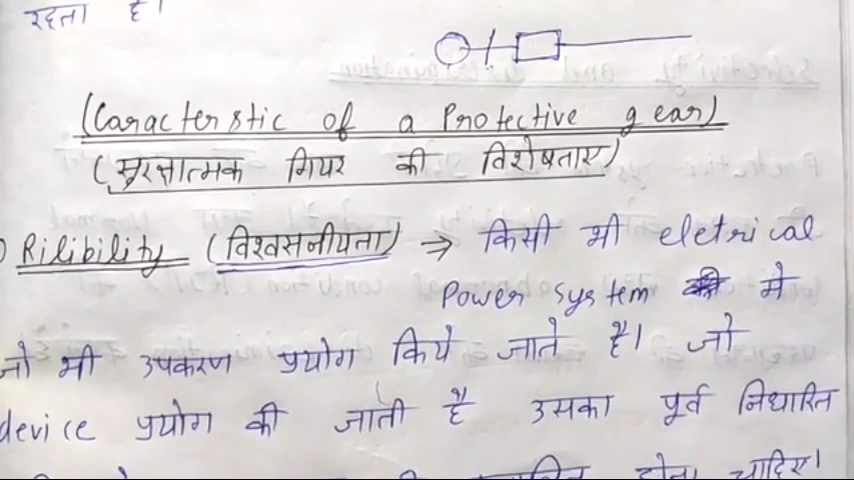 रहता है।
(Caracteristic of a Protective gear)
(सुरक्षात्मक गियर की विशेषताए)
Rilibility (विश्वसनीयता) ⇒ किसी भी eletrical
Power system में
जो भी उपकरण प्रयोग किये जाते है। जो
device प्रयोग की जाती है उसका पूर्व निर्धारित
होना चाहिए।